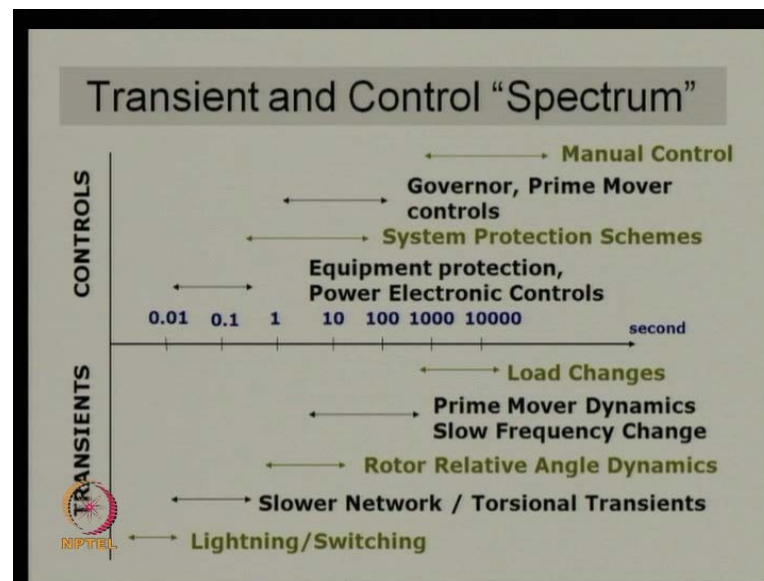 Transient and Control “Spectrum”
CONTROLS
Manual Control
Governor, Prime Mover
controls
System Protection Schemes
Equipment protection,
Power Electronic Controls
0.01 0.1 1 10 100 1000 10000
second
TRANSIENTS
Load Changes
Prime Mover Dynamics
Slow Frequency Change
Rotor Relative Angle Dynamics
Slower Network / Torsional Transients
Lightning/Switching
NPTEL